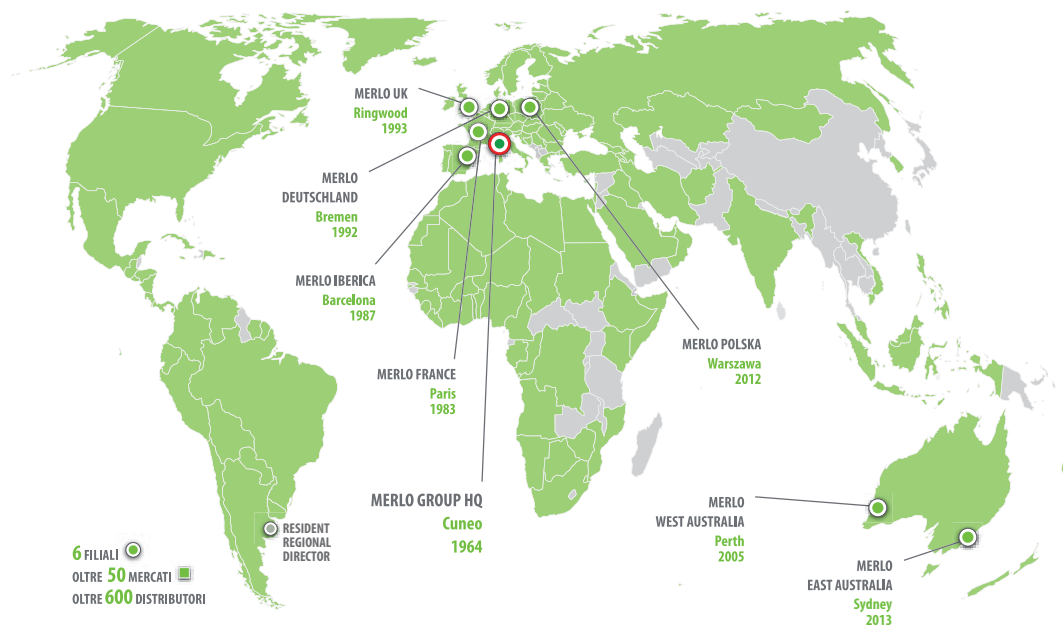 MERLO UK
Ringwood
1993
MERLO
DEUTSCHLAND
Bremen
1992
MERLO IBERICA
Barcelona
1987
MERLO FRANCE
Paris
1983
MERLO POLSKA
Warszawa
2012
MERLO GROUP HQ
Cuneo
1964
MERLO
WEST AUSTRALIA
Perth
2005
MERLO
EAST AUSTRALIA
Sydney
2013
RESIDENT
REGIONAL
DIRECTOR
6 FILIALI
OLTRE 50 MERCATI
OLTRE 600 DISTRIBUTORI